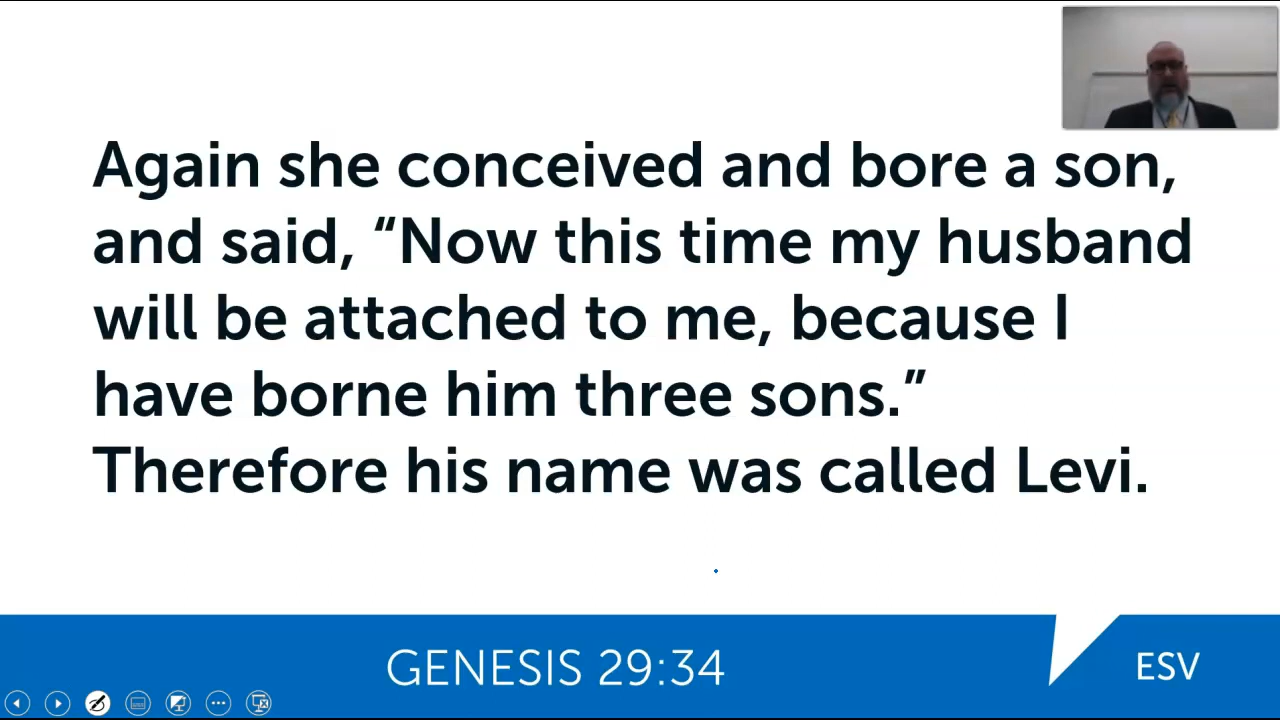 Again she conceived and bore a son,
and said, “Now this time my husband
will be attached to me, because I
have borne him three sons.”
Therefore his name was called Levi.
GENESIS 29:34
ESV